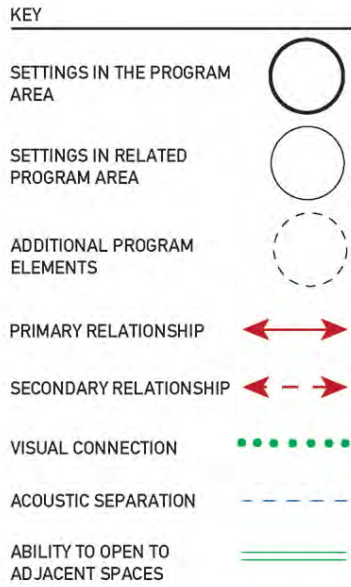 KEY
SETTINGS IN THE PROGRAM
AREA
SETTINGS IN RELATED
PROGRAM AREA
ADDITIONAL PROGRAM
ELEMENTS
PRIMARY RELATIONSHIP
SECONDARY RELATIONSHIP
VISUAL CONNECTION
ACOUSTIC SEPARATION
ABILITY TO OPEN TO
ADJACENT SPACES